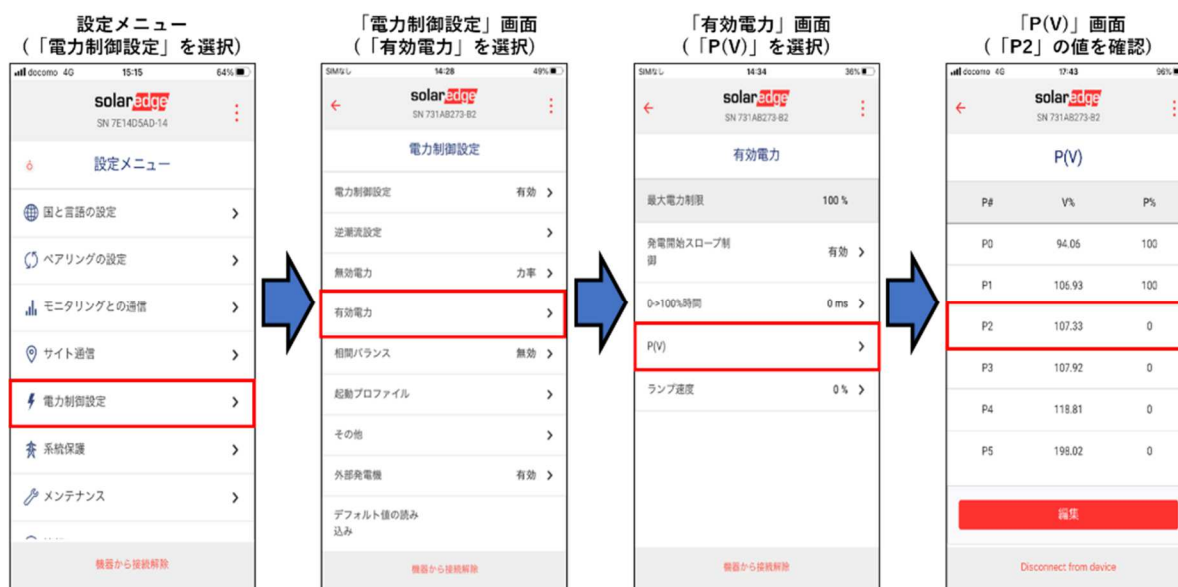 設定メニュー
（「電力制御設定」を選択）
docomo 4G 15:15 64%
solaredge
SN 7E14D5AD-14
設定メニュー
国と言語の設定
ペアリングの設定
モニタリングとの通信
サイト通信
電力制御設定
系統保護
メンテナンス
機器から接続解除
「電力制御設定」画面
（「有効電力」を選択）
SIMなし 14:28 49%
solaredge
SN 731AB273-B2
電力制御設定
電力制御設定 有効
逆潮流設定
無効電力 力率
有効電力
相間バランス 無効
起動プロファイル
その他
外部発電機 有効
デフォルト値の読み
込み
機器から接続解除
「有効電力」画面
（「P(V)」を選択）
SIMなし 14:34 36%
solaredge
SN 731AB273-B2
有効電力
最大電力制限 100 %
発電開始スロープ制
御 有効
0->100%時間 0 ms
P(V)
ランプ速度 0 %
機器から接続解除
「P(V)」画面
（「P2」の値を確認）
docomo 4G 17:43 96%
solaredge
SN 731AB273-B2
P(V)
P# V% P%
P0 94.06 100
P1 106.93 100
P2 107.33 0
P3 107.92 0
P4 118.81 0
P5 198.02 0
編集
Disconnect from device